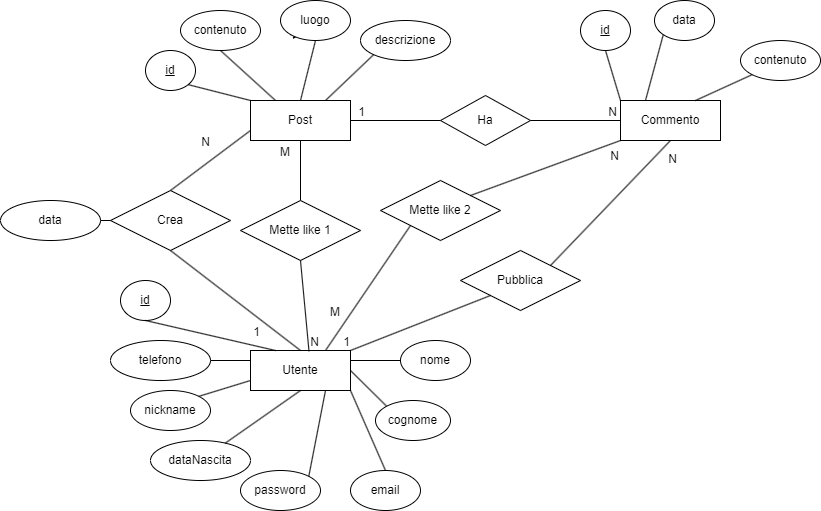 luogo
contenuto
id
data
descrizione
contenuto
id
1
N
Post
Ha
Commento
N
M
N
N
data
Crea
Mette like 1
Mette like 2
Pubblica
id
M
1
N
1
telefono
Utente
nome
nickname
cognome
dataNascita
password
email